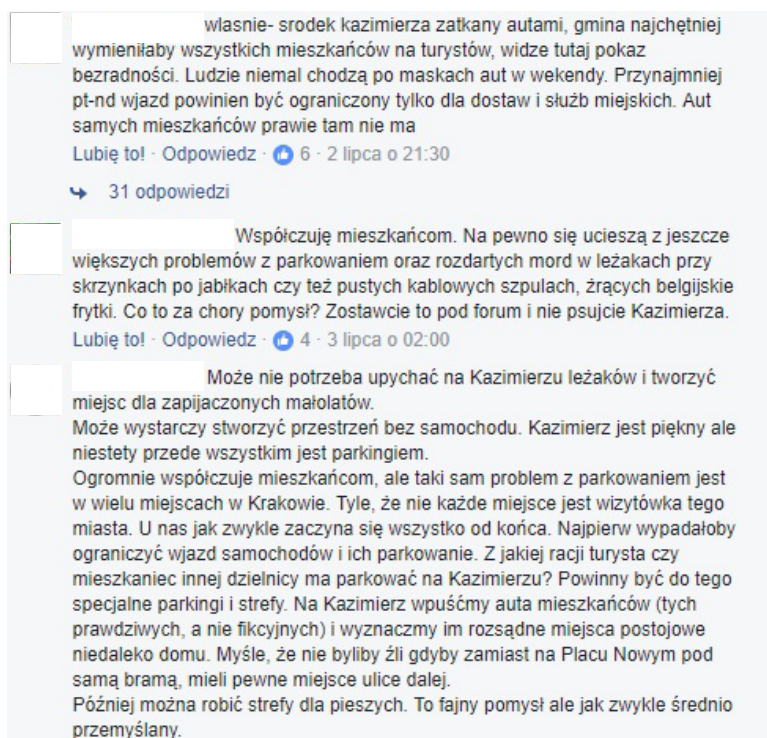 wlasnie- srodek kazimierza zatkany autami, gmina najchętniej
wymieniłaby wszystkich mieszkańców na turystów, widze tutaj pokaz
bezradności. Ludzie niemal chodzą po maskach aut w wekendy. Przynajmniej
pt-nd wjazd powinien być ograniczony tylko dla dostaw i służb miejskich. Aut
samych mieszkańców prawie tam nie ma
Lubię to! · Odpowiedz · 6 · 2 lipca o 21:30
31 odpowiedzi
Współczuję mieszkańcom. Na pewno się ucieszą z jeszcze
większych problemów z parkowaniem oraz rozdartych mord w leżakach przy
skrzynkach po jabłkach czy też pustych kablowych szpulach, żrących belgijskie
frytki. Co to za chory pomysł? Zostawcie to pod forum i nie psujcie Kazimierza.
Lubię to! · Odpowiedz · 4 · 3 lipca o 02:00
Może nie potrzeba upychać na Kazimierzu leżaków i tworzyć
miejsc dla zapijaczonych małolatów.
Może wystarczy stworzyć przestrzeń bez samochodu. Kazimierz jest piękny ale
niestety przede wszystkim jest parkingiem.
Ogromnie współczuje mieszkańcom, ale taki sam problem z parkowaniem jest
w wielu miejscach w Krakowie. Tyle, że nie każde miejsce jest wizytówka tego
miasta. U nas jak zwykle zaczyna się wszystko od końca. Najpierw wypadałoby
ograniczyć wjazd samochodów i ich parkowanie. Z jakiej racji turysta czy
mieszkaniec innej dzielnicy ma parkować na Kazimierzu? Powinny być do tego
specjalne parkingi i strefy. Na Kazimierz wpuśćmy auta mieszkańców (tych
prawdziwych, a nie fikcyjnych) i wyznaczmy im rozsądne miejsca postojowe
niedaleko domu. Myśle, że nie byliby źli gdyby zamiast na Placu Nowym pod
samą bramą, mieli pewne miejsce ulice dalej.
Później można robić strefy dla pieszych. To fajny pomysł ale jak zwykle średnio
przemyślany.